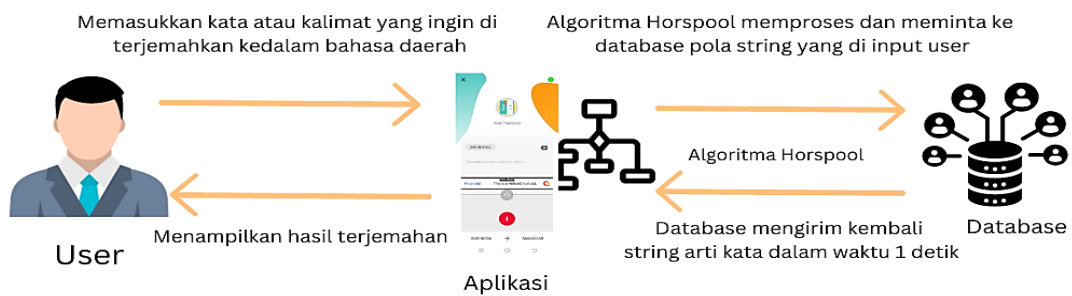 Memasukkan kata atau kalimat yang ingin di
terjemahkan kedalam bahasa daerah
Algoritma Horspool memproses dan meminta ke
database pola string yang di input user
Algoritma Horspool
Menampilkan hasil terjemahan
Database mengirim kembali
string arti kata dalam waktu 1 detik
User
Aplikasi
Database